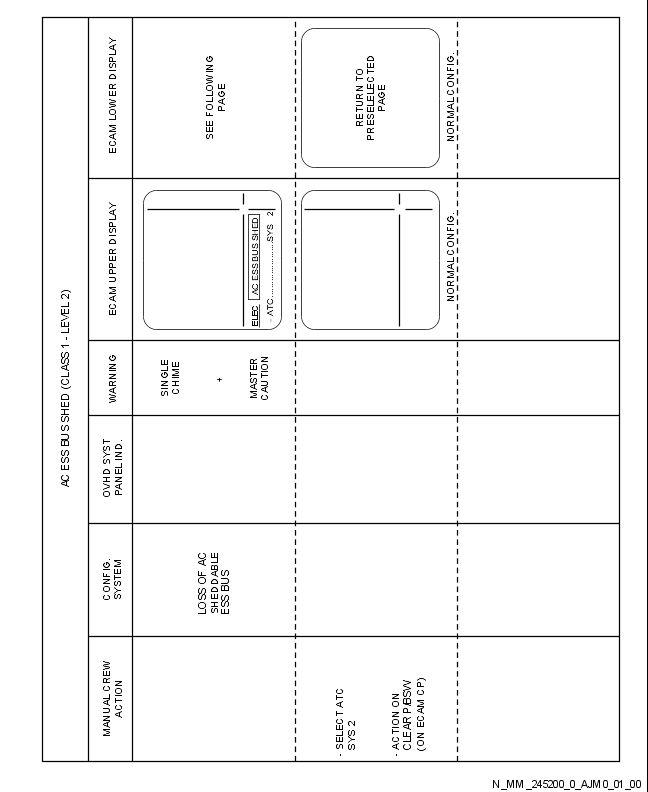 AC ESS BUS SHED (CLASS 1 - LEVEL 2)
MANUAL CREW
ACTION
CONFIG.
SYSTEM
OVHD SYST
PANEL IND.
WARNING
ECAM UPPER DISPLAY
ECAM LOWER DISPLAY
LOSS OF AC
SHEDDABLE
ESS BUS
SINGLE
CHIME
+
MASTER
CAUTION
ELEC AC ESS BUS SHED
- ATC......................SYS 2
SEE FOLLOWING
PAGE
- SELECT ATC
SYS 2
- ACTION ON
CLEAR P/BSW
(ON ECAM CP)
NORMAL CONFIG.
RETURN TO
PRESELELECTED
PAGE
NORMAL CONFIG.
N_MM_245200_0_AJM0_01_00